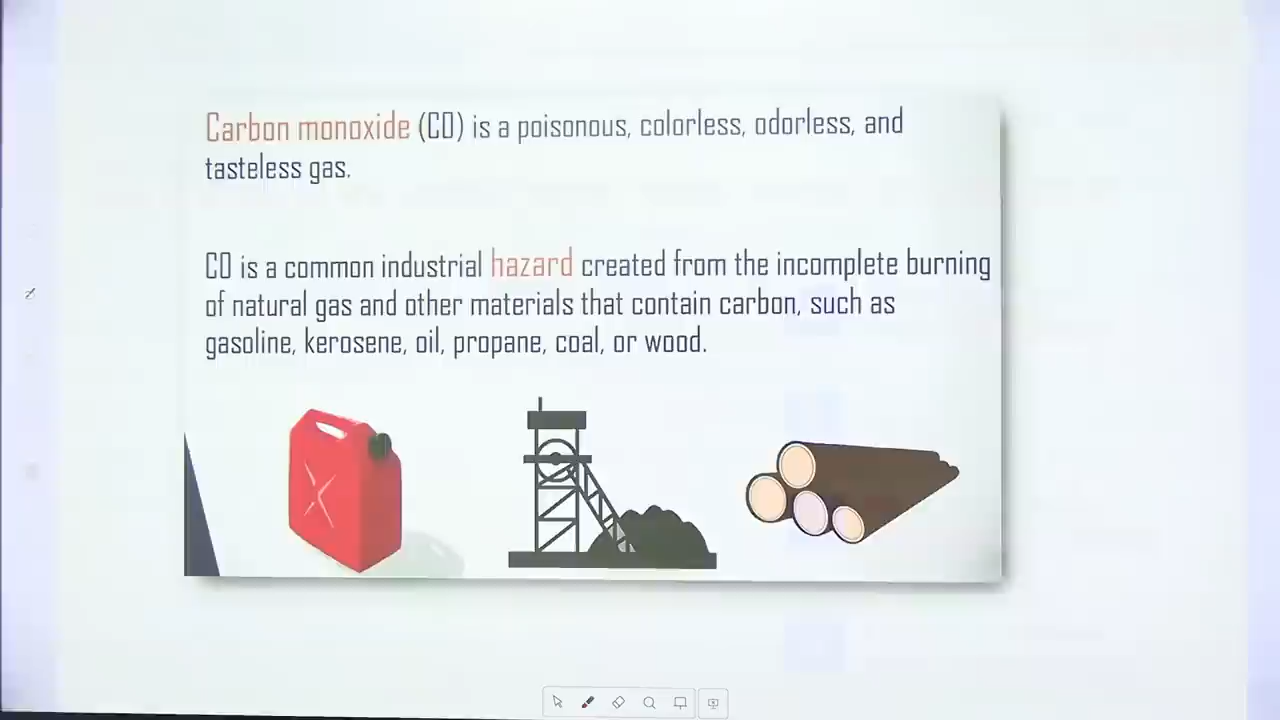 Carbon monoxide (CO) is a poisonous, colorless, odorless, and
tasteless gas.
CO is a common industrial hazard created from the incomplete burning
of natural gas and other materials that contain carbon, such as
gasoline, kerosene, oil, propane, coal, or wood.